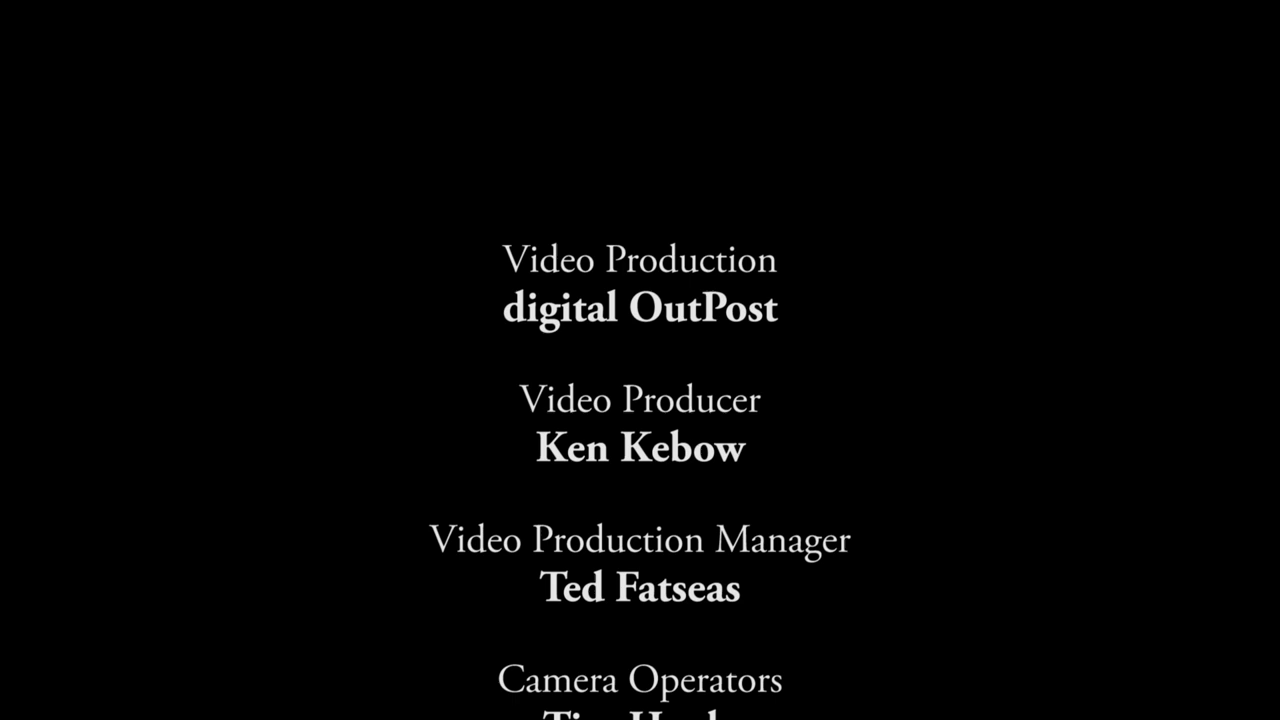 Video Production
digital OutPost
Video Producer
Ken Kebow
Video Production Manager
Ted Fatseas
Camera Operators